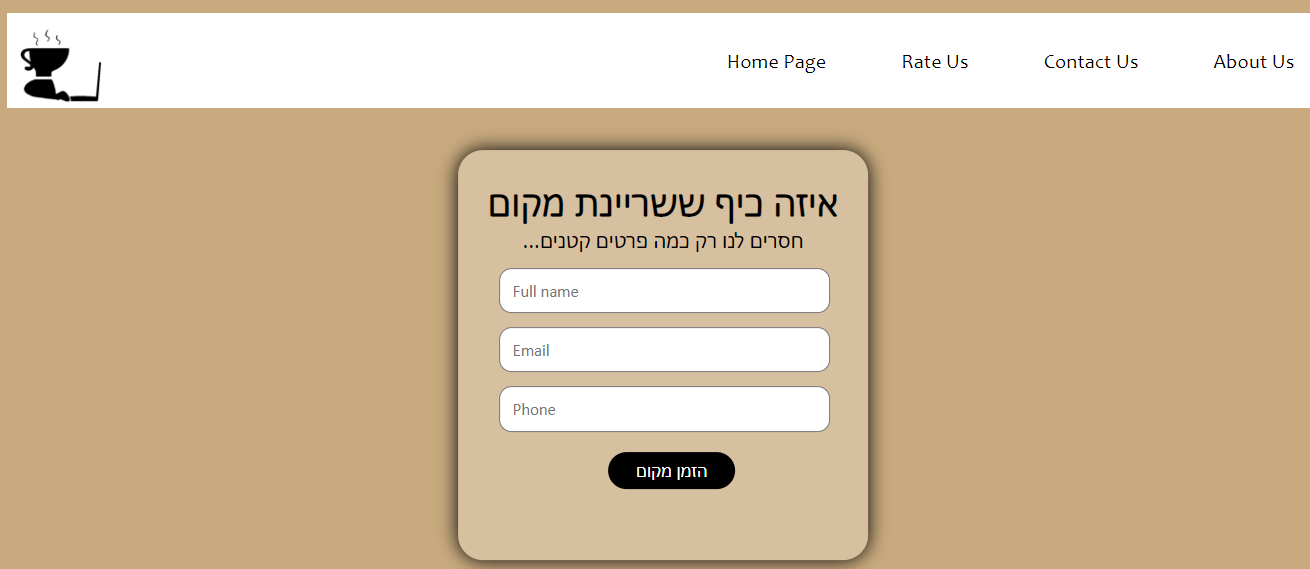 Home Page
Rate Us
Contact Us
About Us
איזה כיף ששריינת מקום
חסרים לנו רק כמה פרטים קטנים...
Full name
Email
Phone
הזמן מקום